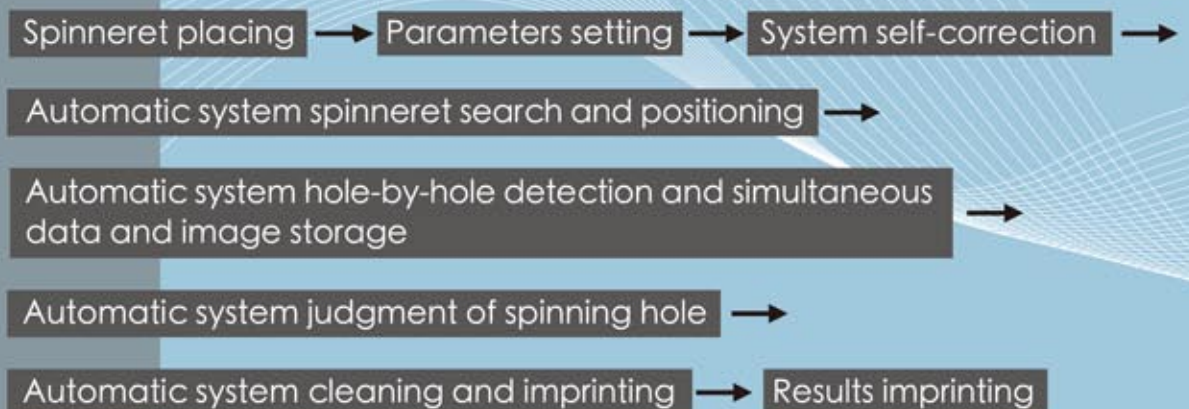 Spinneret placing → Parameters setting → System self-correction →
Automatic system spinneret search and positioning →
Automatic system hole-by-hole detection and simultaneous
data and image storage →
Automatic system judgment of spinning hole →
Automatic system cleaning and imprinting → Results imprinting